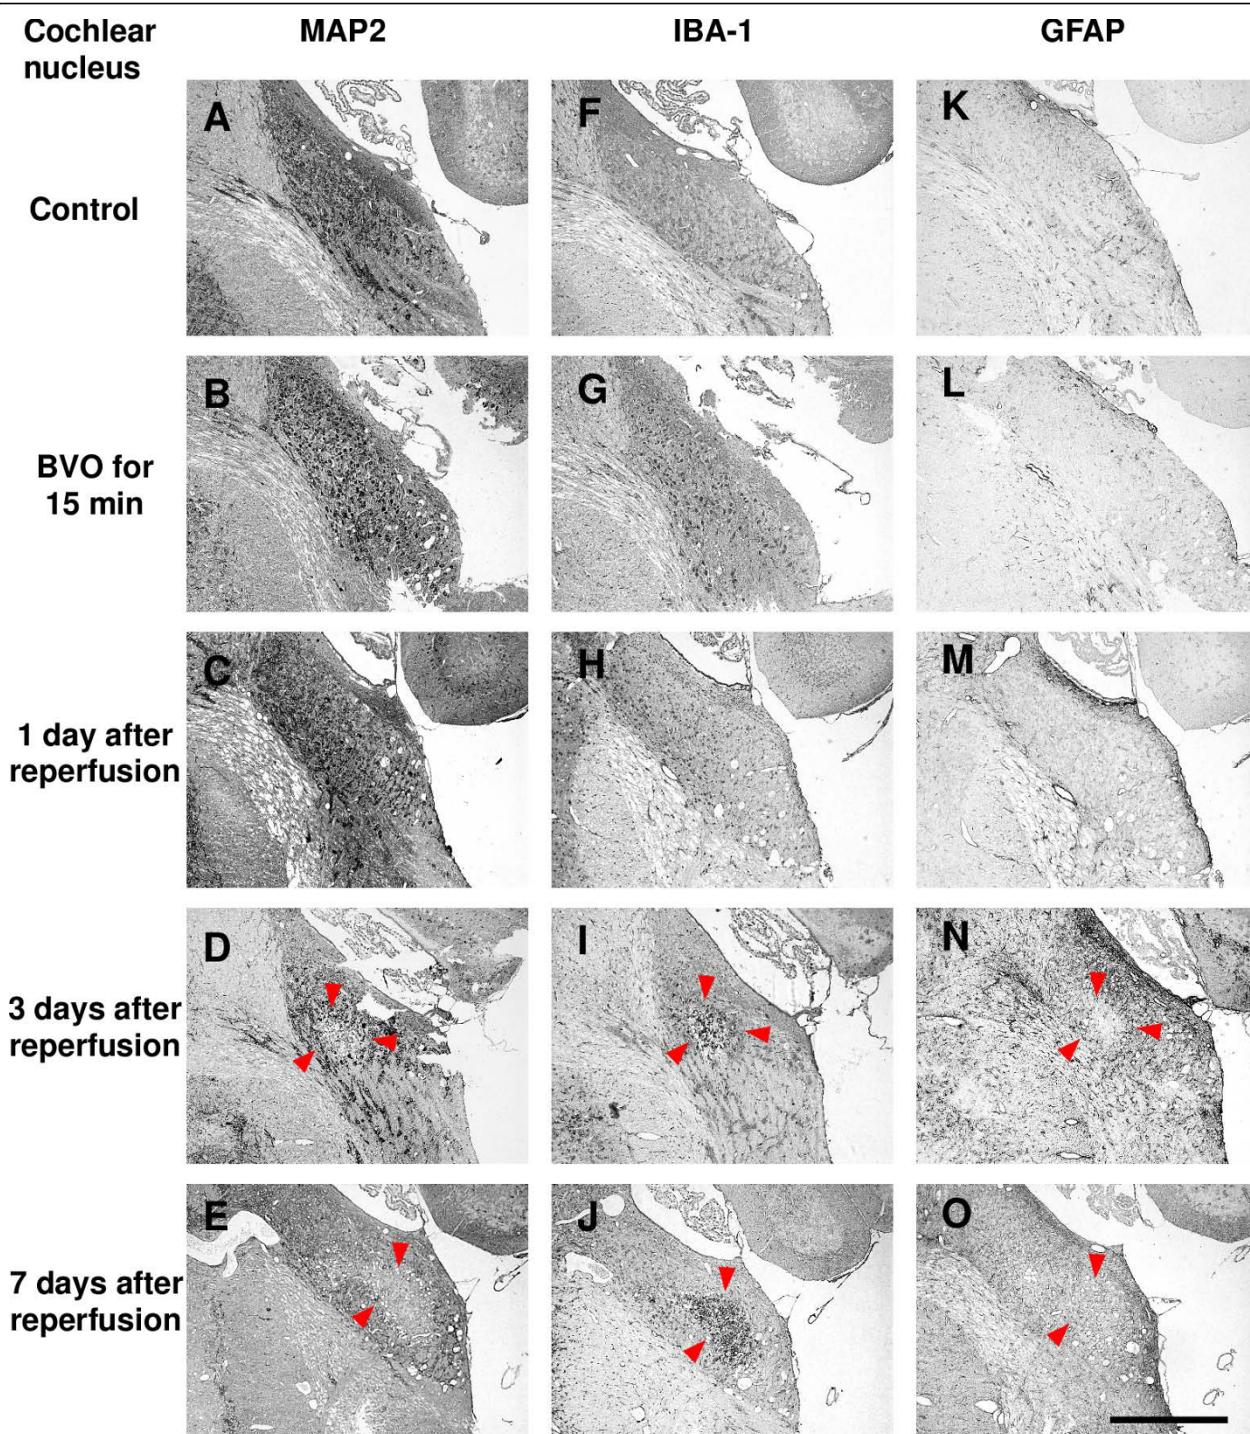 Cochlear
nucleus
MAP2
IBA-1
GFAP
Control
A
F
K
BVO for
15 min
B
G
L
1 day after
reperfusion
C
H
M
3 days after
reperfusion
D
I
N
7 days after
reperfusion
E
J
O